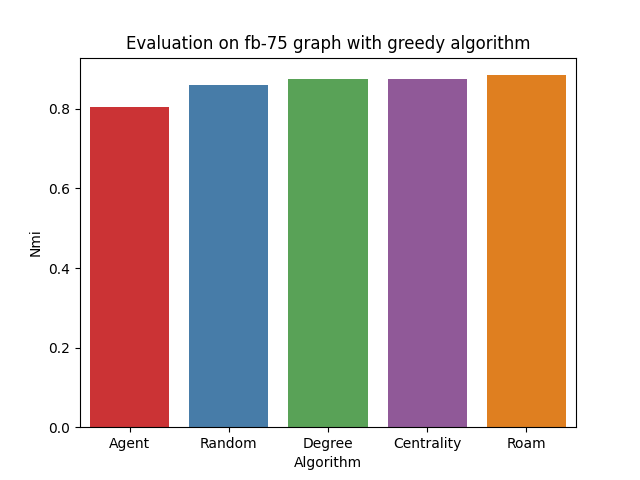 Evaluation on fb-75 graph with greedy algorithm
Nmi
0.8
0.6
0.4
0.2
0.0
Agent Random Degree Centrality Roam
Algorithm